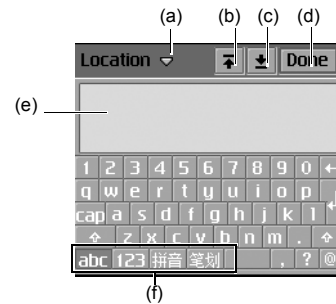 (a) (b) (c) (d)
Location Done
(e)
1 2 3 4 5 6 7 8 9 0 ←
q w e r t y u i o p
cap a s d f g h j k l
z x c v b n m .
abc 123 拼音 笔划 , ? @
(f)